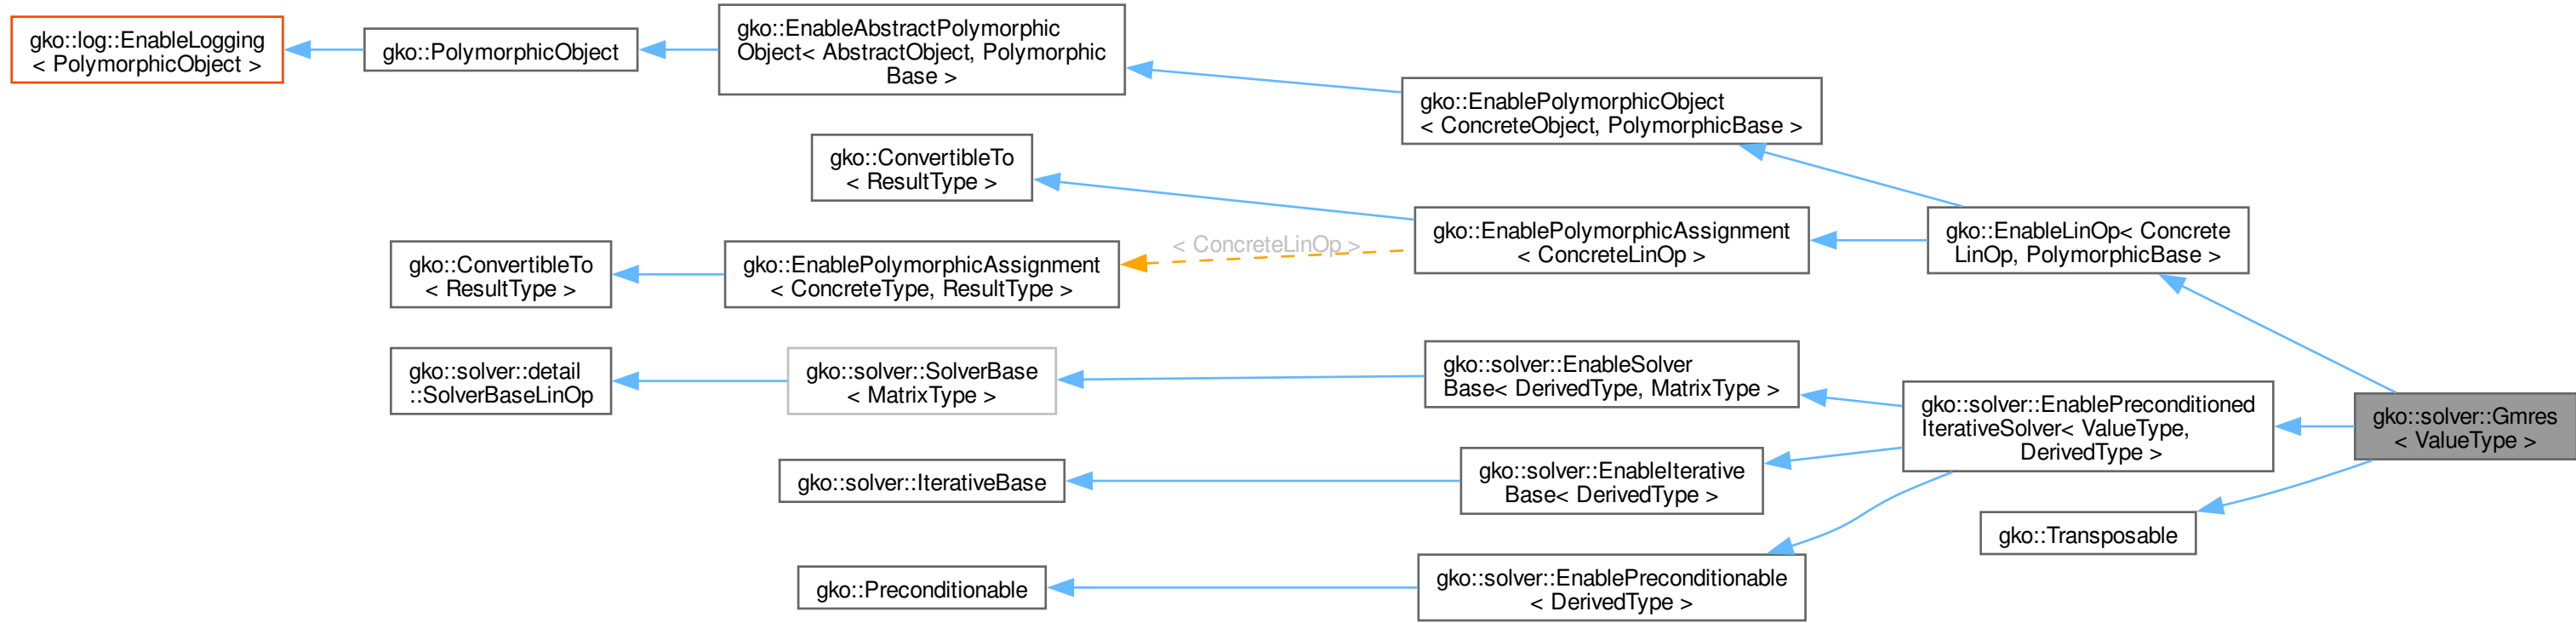 gko::log::EnableLogging
< PolymorphicObject >
gko::PolymorphicObject
gko::EnableAbstractPolymorphic
Object< AbstractObject, Polymorphic
Base >
gko::EnablePolymorphicObject
< ConcreteObject, PolymorphicBase >
gko::ConvertibleTo
< ResultType >
gko::EnablePolymorphicAssignment
< ConcreteLinOp >
gko::EnableLinOp< Concrete
LinOp, PolymorphicBase >
< ConcreteLinOp >
gko::ConvertibleTo
< ResultType >
gko::EnablePolymorphicAssignment
< ConcreteType, ResultType >
gko::solver::detail
::SolverBaseLinOp
gko::solver::SolverBase
< MatrixType >
gko::solver::EnableSolver
Base< DerivedType, MatrixType >
gko::solver::EnablePreconditioned
IterativeSolver< ValueType,
DerivedType >
gko::solver::Gmres
< ValueType >
gko::solver::IterativeBase
gko::solver::EnableIterative
Base< DerivedType >
gko::Transposable
gko::Preconditionable
gko::solver::EnablePreconditionable
< DerivedType >